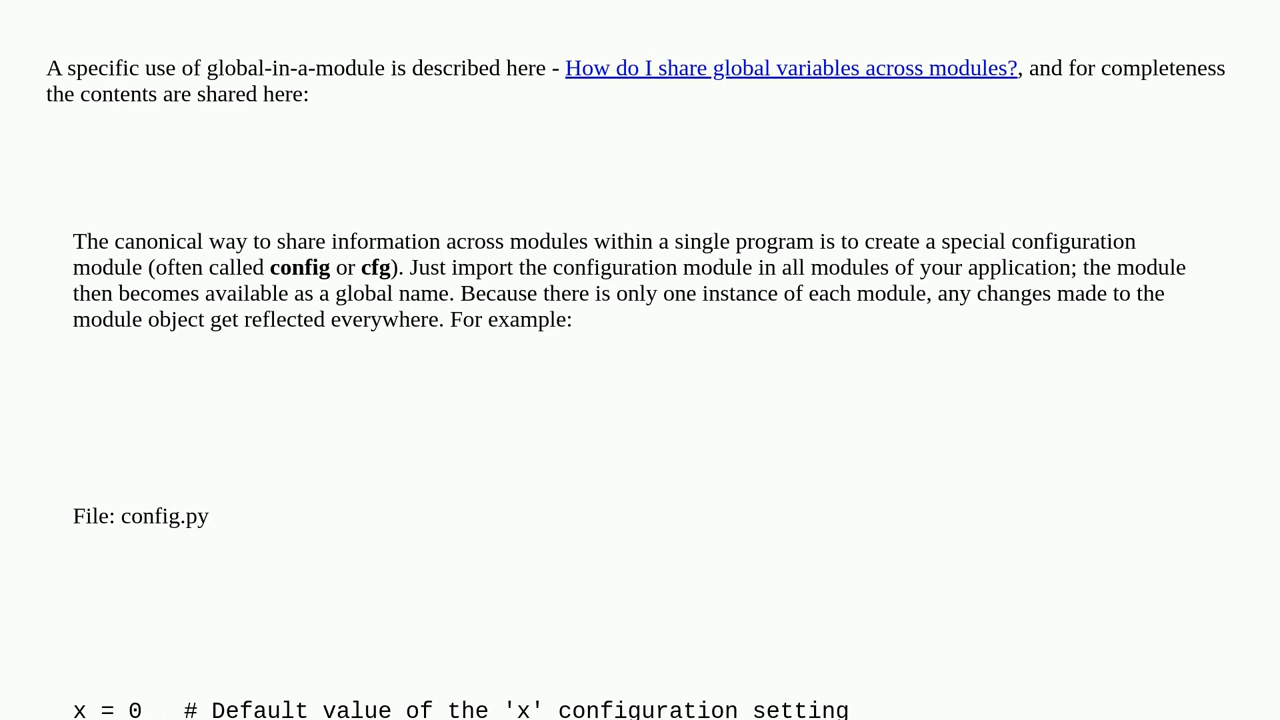 A specific use of global-in-a-module is described here - How do I share global variables across modules?, and for completeness
the contents are shared here:
The canonical way to share information across modules within a single program is to create a special configuration
module (often called config or cfg). Just import the configuration module in all modules of your application; the module
then becomes available as a global name. Because there is only one instance of each module, any changes made to the
module object get reflected everywhere. For example:
File: config.py
x = 0   # Default value of the 'x' configuration setting